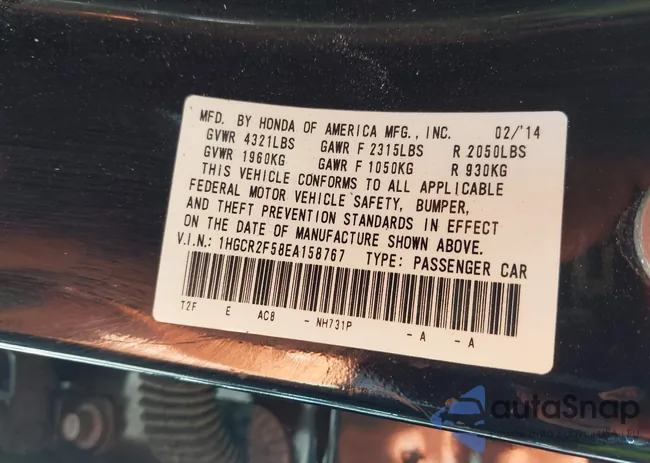 MFD. BY HONDA OF AMERICA MFG., INC. 02/'14
GVWR 4321LBS GAWR F 2315LBS R 2050LBS
GVWR 1960KG GAWR F 1050KG R 930KG
THIS VEHICLE CONFORMS TO ALL APPLICABLE
FEDERAL MOTOR VEHICLE SAFETY, BUMPER,
AND THEFT PREVENTION STANDARDS IN EFFECT
ON THE DATE OF MANUFACTURE SHOWN ABOVE.
V.I.N.: 1HGCR2F58EA158767 TYPE: PASSENGER CAR
T2F E AC8 - NH731P - A - A
autoSnap